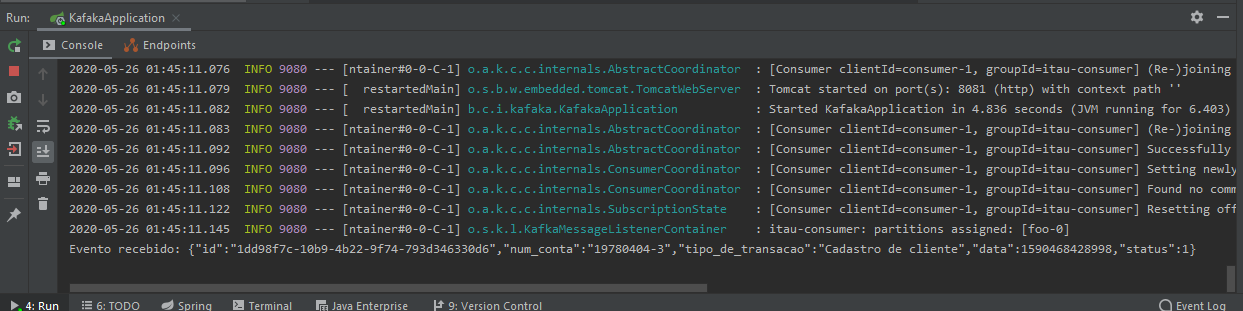 Run: KafakaApplication
Console Endpoints
2020-05-26 01:45:11.076 INFO 9080 --- [ntainer#0-0-C-1] o.a.k.c.c.internals.AbstractCoordinator : [Consumer clientId=consumer-1, groupId=itau-consumer] (Re-)joining
2020-05-26 01:45:11.079 INFO 9080 --- [ restartedMain] o.s.b.w.embedded.tomcat.TomcatWebServer : Tomcat started on port(s): 8081 (http) with context path ''
2020-05-26 01:45:11.082 INFO 9080 --- [ restartedMain] b.c.i.kafaka.KafakaApplication : Started KafakaApplication in 4.836 seconds (JVM running for 6.403)
2020-05-26 01:45:11.083 INFO 9080 --- [ntainer#0-0-C-1] o.a.k.c.c.internals.AbstractCoordinator : [Consumer clientId=consumer-1, groupId=itau-consumer] (Re-)joining
2020-05-26 01:45:11.092 INFO 9080 --- [ntainer#0-0-C-1] o.a.k.c.c.internals.AbstractCoordinator : [Consumer clientId=consumer-1, groupId=itau-consumer] Successfully
2020-05-26 01:45:11.096 INFO 9080 --- [ntainer#0-0-C-1] o.a.k.c.c.internals.ConsumerCoordinator : [Consumer clientId=consumer-1, groupId=itau-consumer] Setting newly
2020-05-26 01:45:11.108 INFO 9080 --- [ntainer#0-0-C-1] o.a.k.c.c.internals.ConsumerCoordinator : [Consumer clientId=consumer-1, groupId=itau-consumer] Found no comm
2020-05-26 01:45:11.122 INFO 9080 --- [ntainer#0-0-C-1] o.a.k.c.c.internals.SubscriptionState : [Consumer clientId=consumer-1, groupId=itau-consumer] Resetting off
2020-05-26 01:45:11.145 INFO 9080 --- [ntainer#0-0-C-1] o.s.k.l.KafkaMessageListenerContainer : itau-consumer: partitions assigned: [foo-0]
Evento recebido: {"id":"1dd98f7c-10b9-4b22-9f74-793d346330d6","num_conta":"19780404-3","tipo_de_transacao":"Cadastro de cliente","data":1590468428998,"status":1}
4: Run 6: TODO Spring Terminal Java Enterprise 9: Version Control Event Log